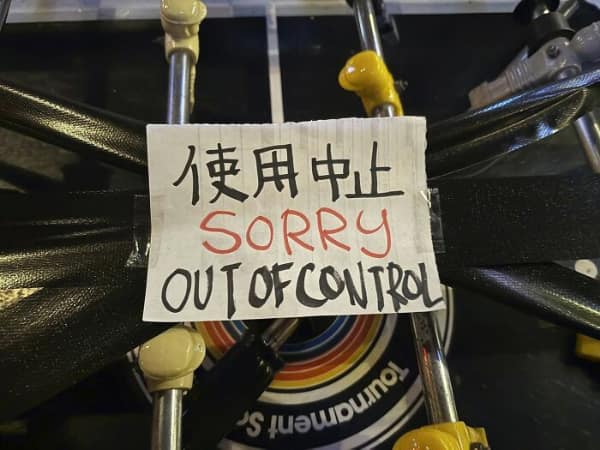 使用中止
SORRY
OUT OF CONTROL
Tournament